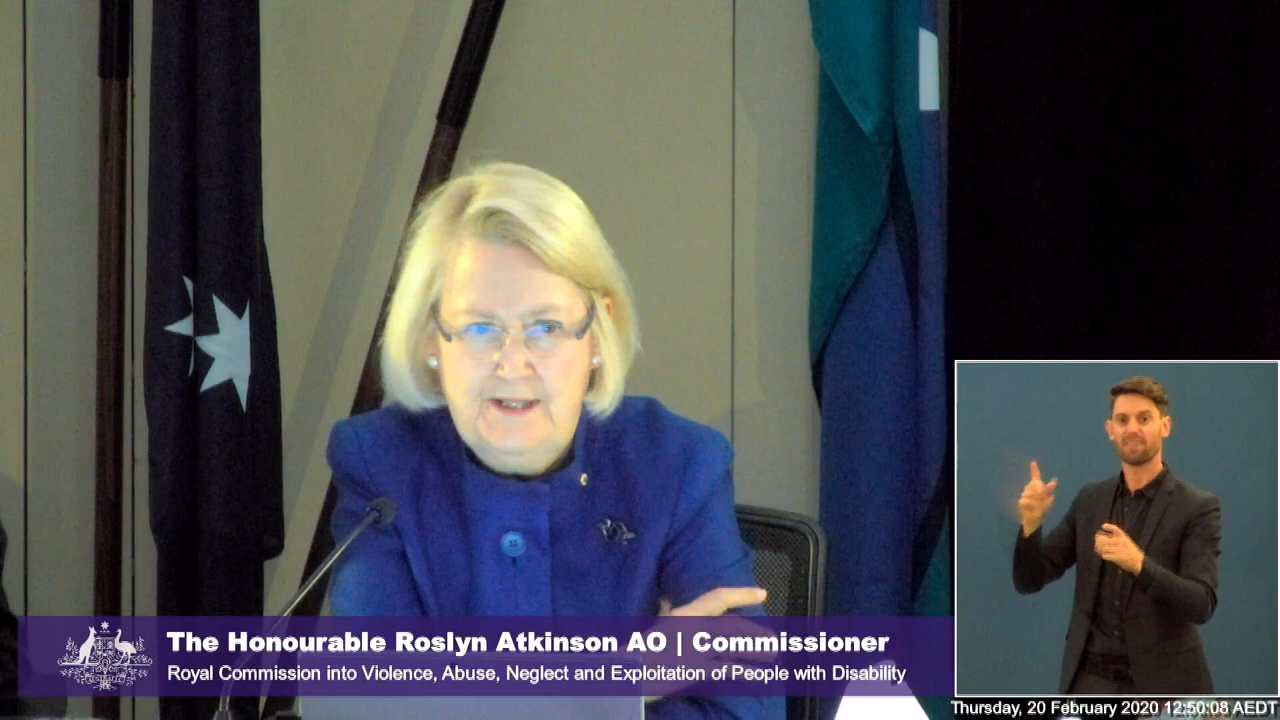 The Honourable Roslyn Atkinson AO | Commissioner
Royal Commission into Violence, Abuse, Neglect and Exploitation of People with Disability
Thursday, 20 February 2020 12:50:08 AEDT